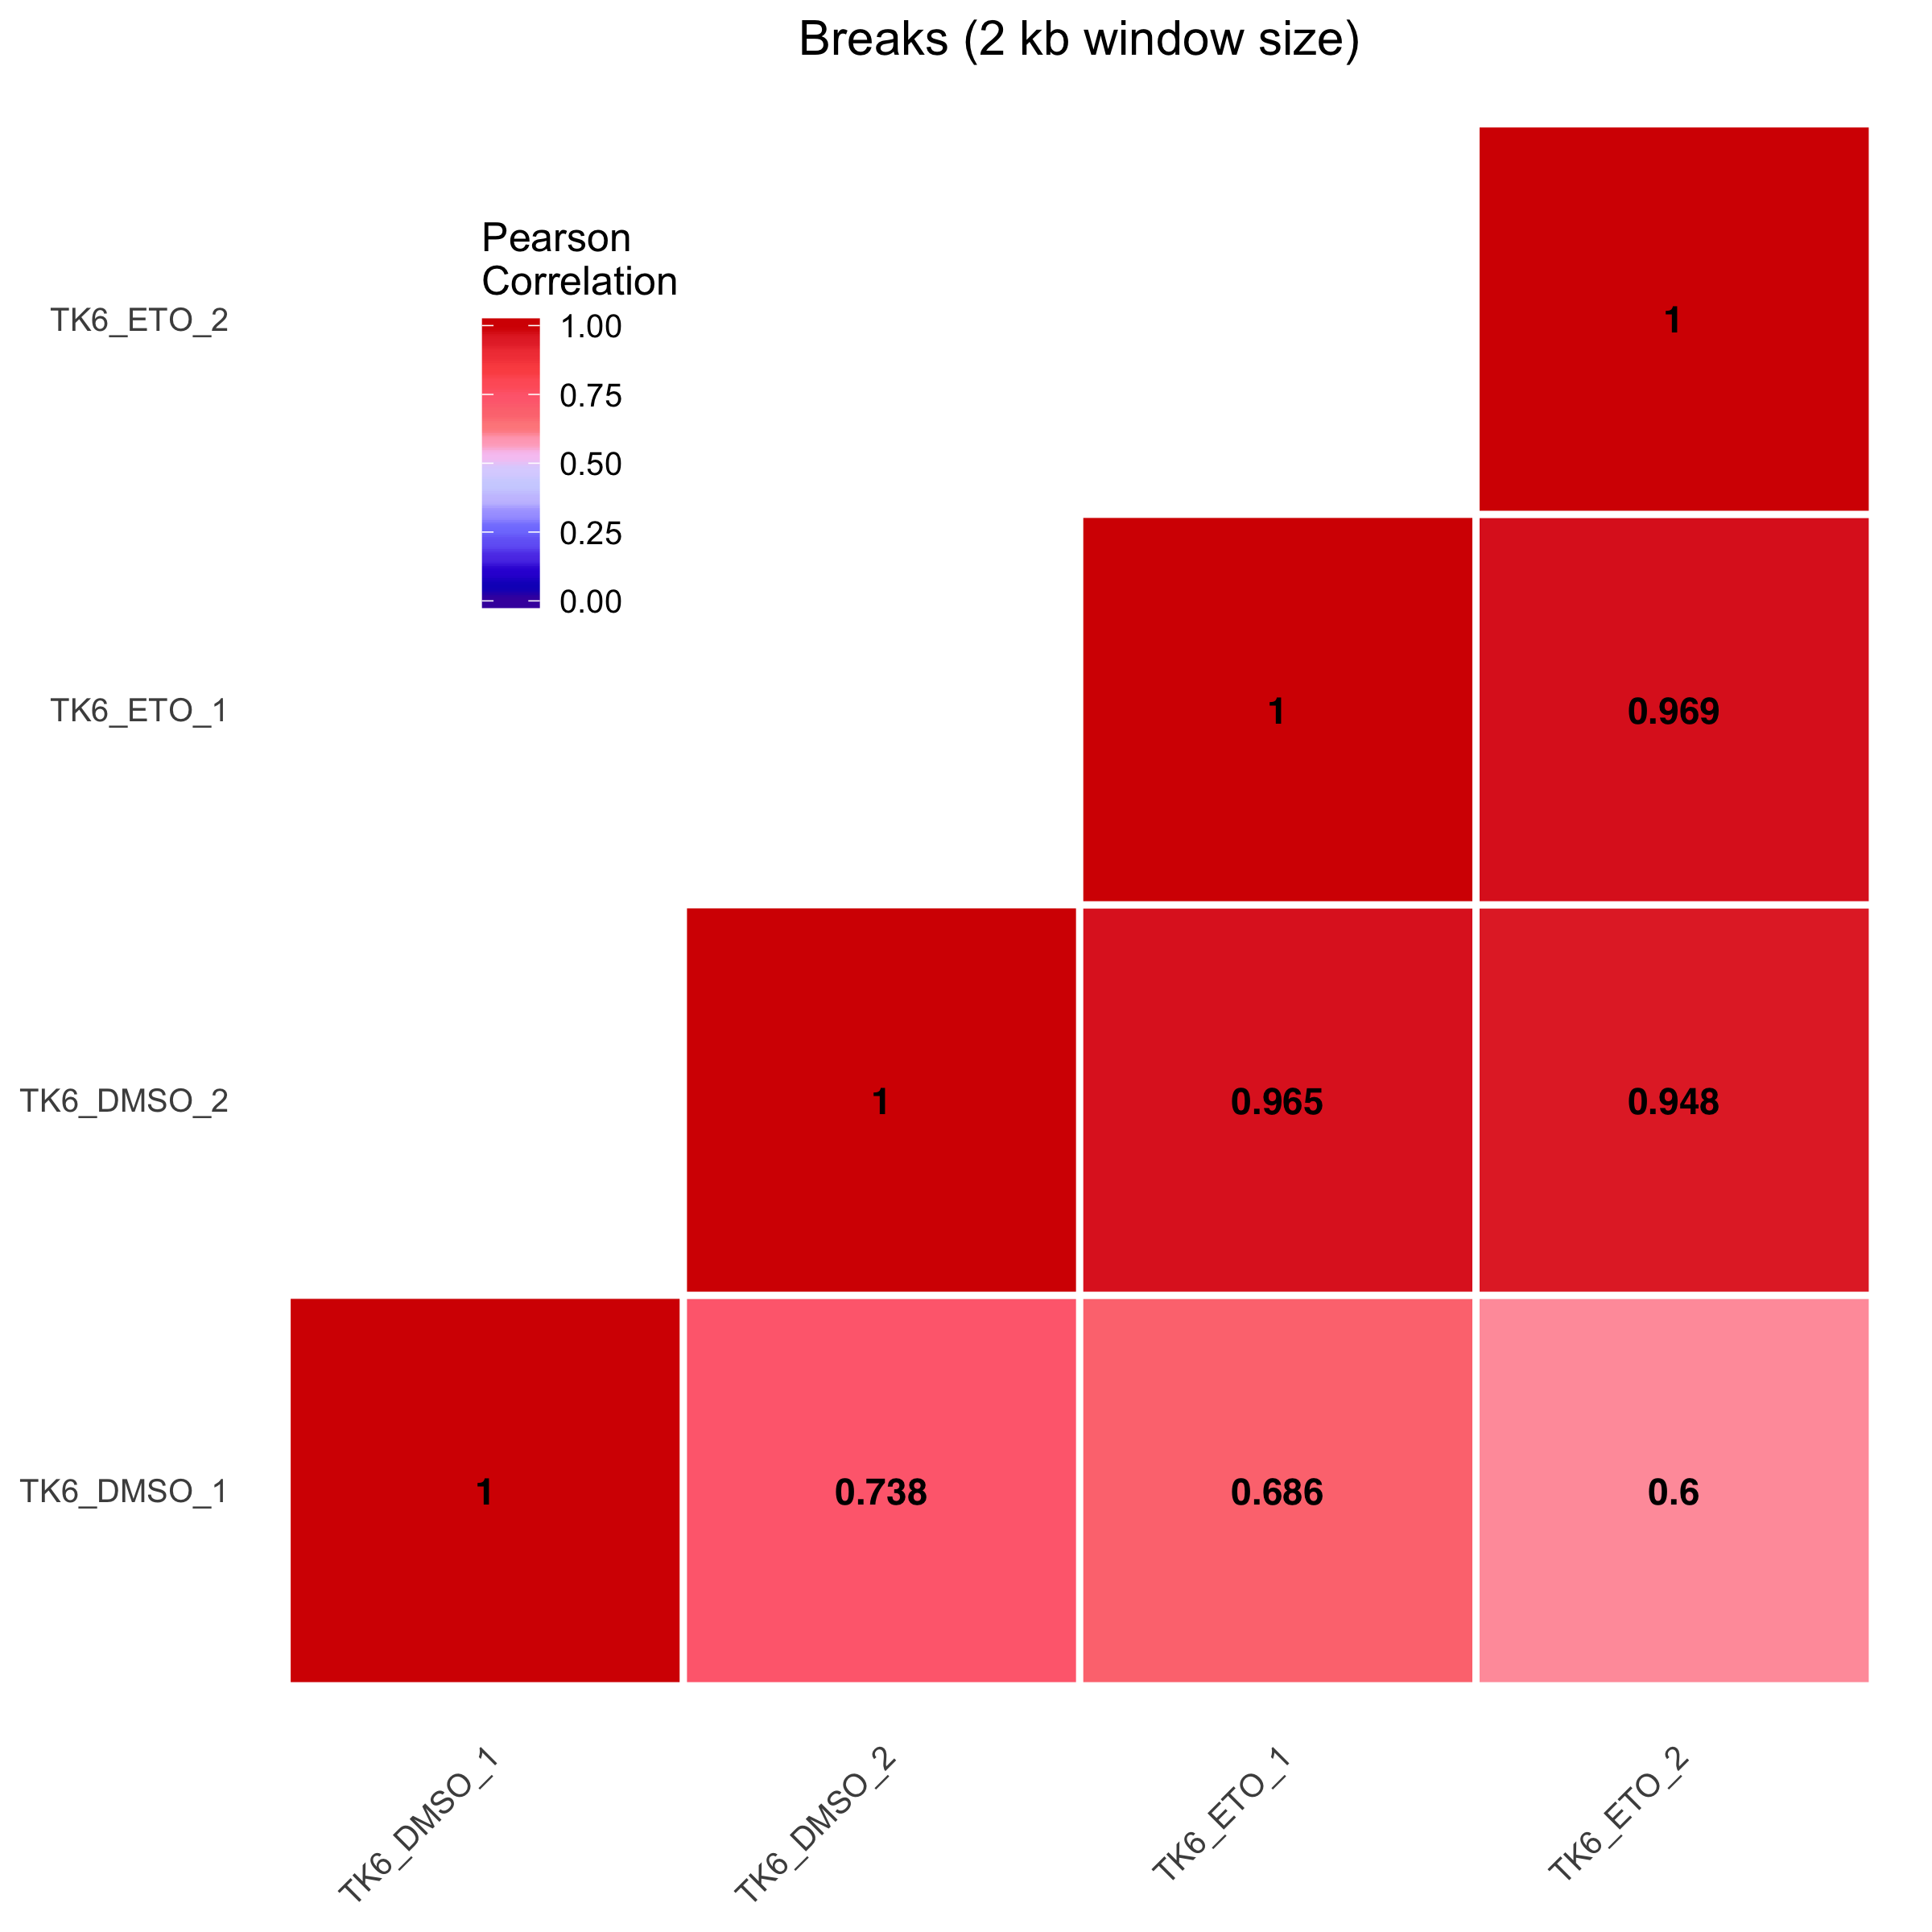 Breaks (2 kb window size)
Pearson
Correlation
1.00
0.75
0.50
0.25
0.00
TK6_ETO_2
1
TK6_ETO_1
1
0.969
TK6_DMSO_2
1
0.965
0.948
TK6_DMSO_1
1
0.738
0.686
0.6
TK6_DMSO_1
TK6_DMSO_2
TK6_ETO_1
TK6_ETO_2